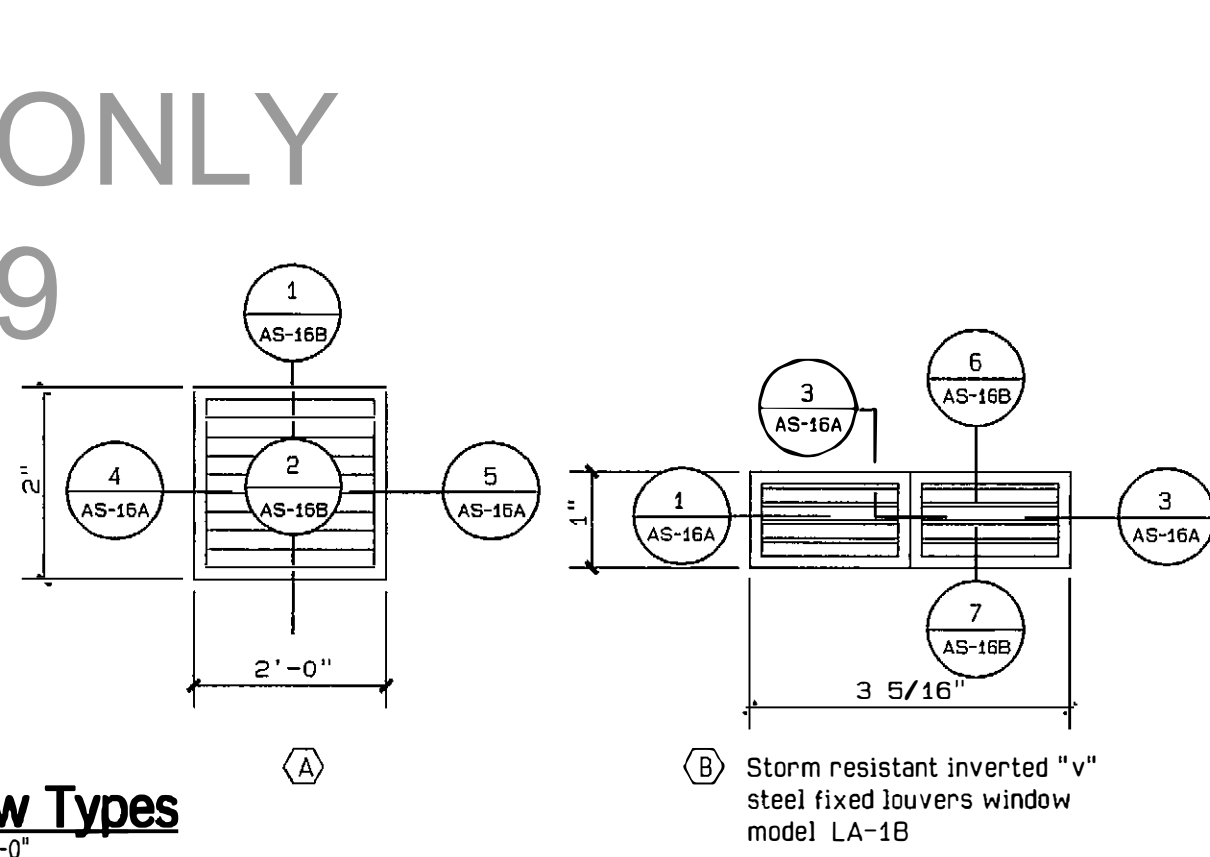 ONLY
9
1
AS-16B
4
AS-16A
2
AS-16B
5
AS-16A
2"
2'-0"
A
3
AS-16A
6
AS-16B
1
AS-16A
3
AS-16A
7
AS-16B
1"
3 5/16"
B
Storm resistant inverted "v"
steel fixed louvers window
model LA-1B
w Types
-0"